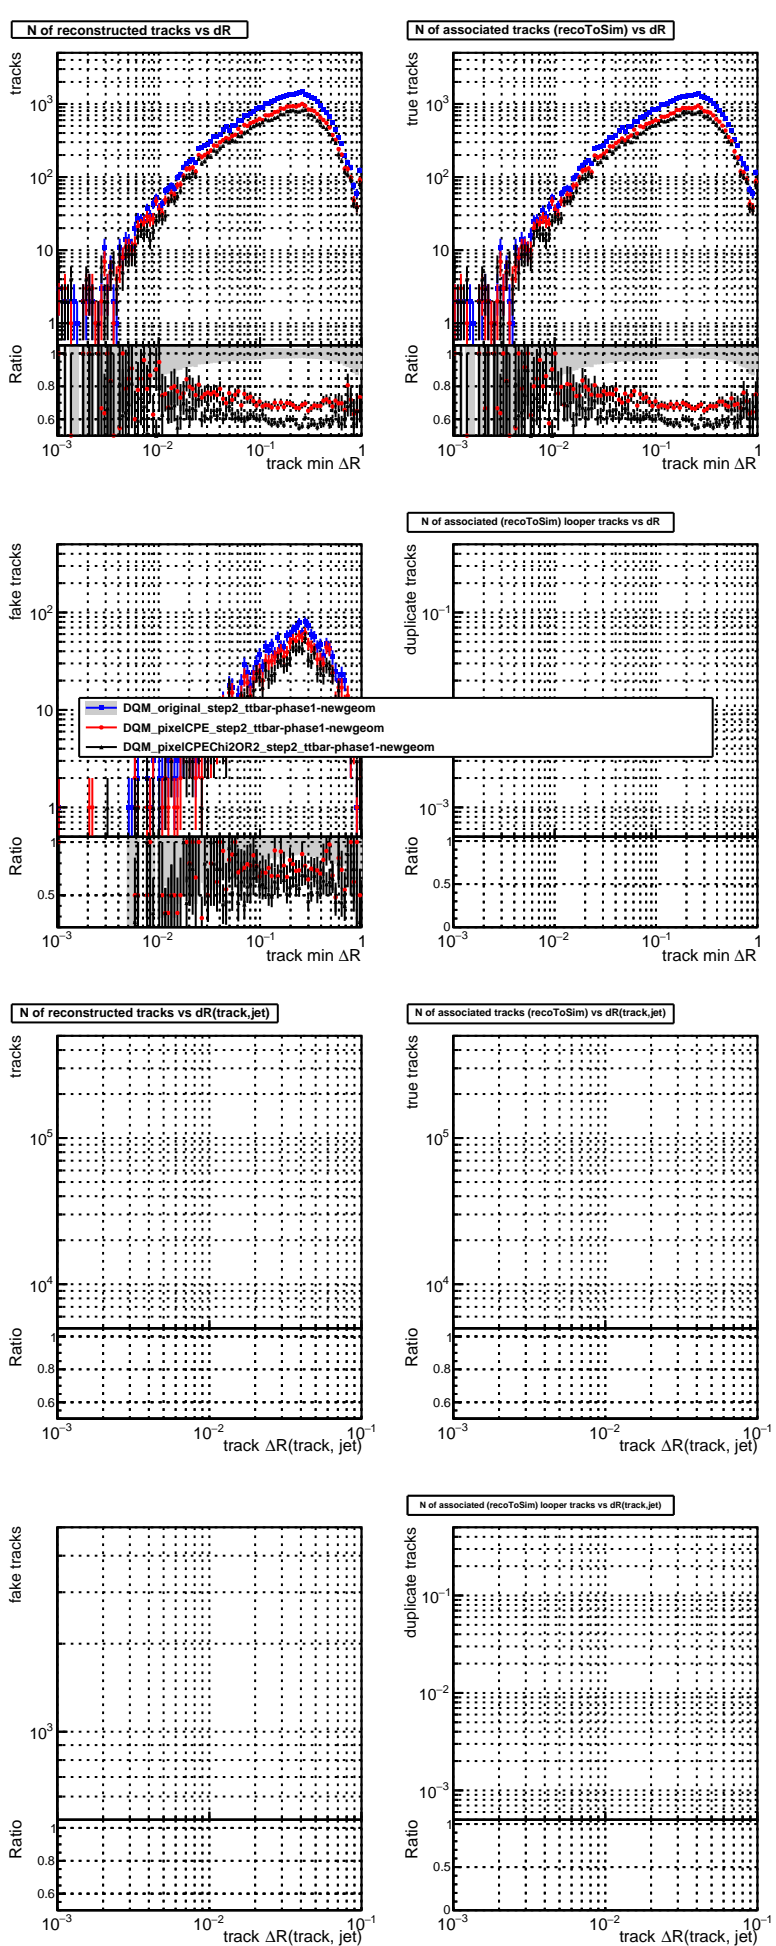 N of reconstructed tracks vs dR
tracks
10³
10²
10
1
Ratio
1
0.8
0.6
10⁻³
10⁻²
10⁻¹
1
track min ΔR
N of associated tracks (recoToSim) vs dR
true tracks
10³
10²
10
1
Ratio
1
0.8
0.6
10⁻³
10⁻²
10⁻¹
1
track min ΔR
fake tracks
10²
10
1
Ratio
1
0.5
10⁻³
10⁻²
10⁻¹
1
track min ΔR
N of associated (recoToSim) looper tracks vs dR
duplicate tracks
10⁻¹
10⁻³
Ratio
1
0.5
0
10⁻³
10⁻²
10⁻¹
1
track min ΔR
DQM_original_step2_ttbar-phase1-newgeom
DQM_pixelCPE_step2_ttbar-phase1-newgeom
DQM_pixelCPEChi2OR2_step2_ttbar-phase1-newgeom
N of reconstructed tracks vs dR(track,jet)
tracks
10⁵
10⁴
Ratio
1
0.8
0.6
10⁻³
10⁻²
10⁻¹
track ΔR(track, jet)
N of associated tracks (recoToSim) vs dR(track,jet)
true tracks
10⁵
10⁴
Ratio
1
0.8
0.6
10⁻³
10⁻²
10⁻¹
track ΔR(track, jet)
fake tracks
10³
Ratio
1
0.8
0.6
10⁻³
10⁻²
10⁻¹
track ΔR(track, jet)
N of associated (recoToSim) looper tracks vs dR(track,jet)
duplicate tracks
10⁻¹
10⁻²
10⁻³
Ratio
1
0.5
0
10⁻³
10⁻²
10⁻¹
track ΔR(track, jet)